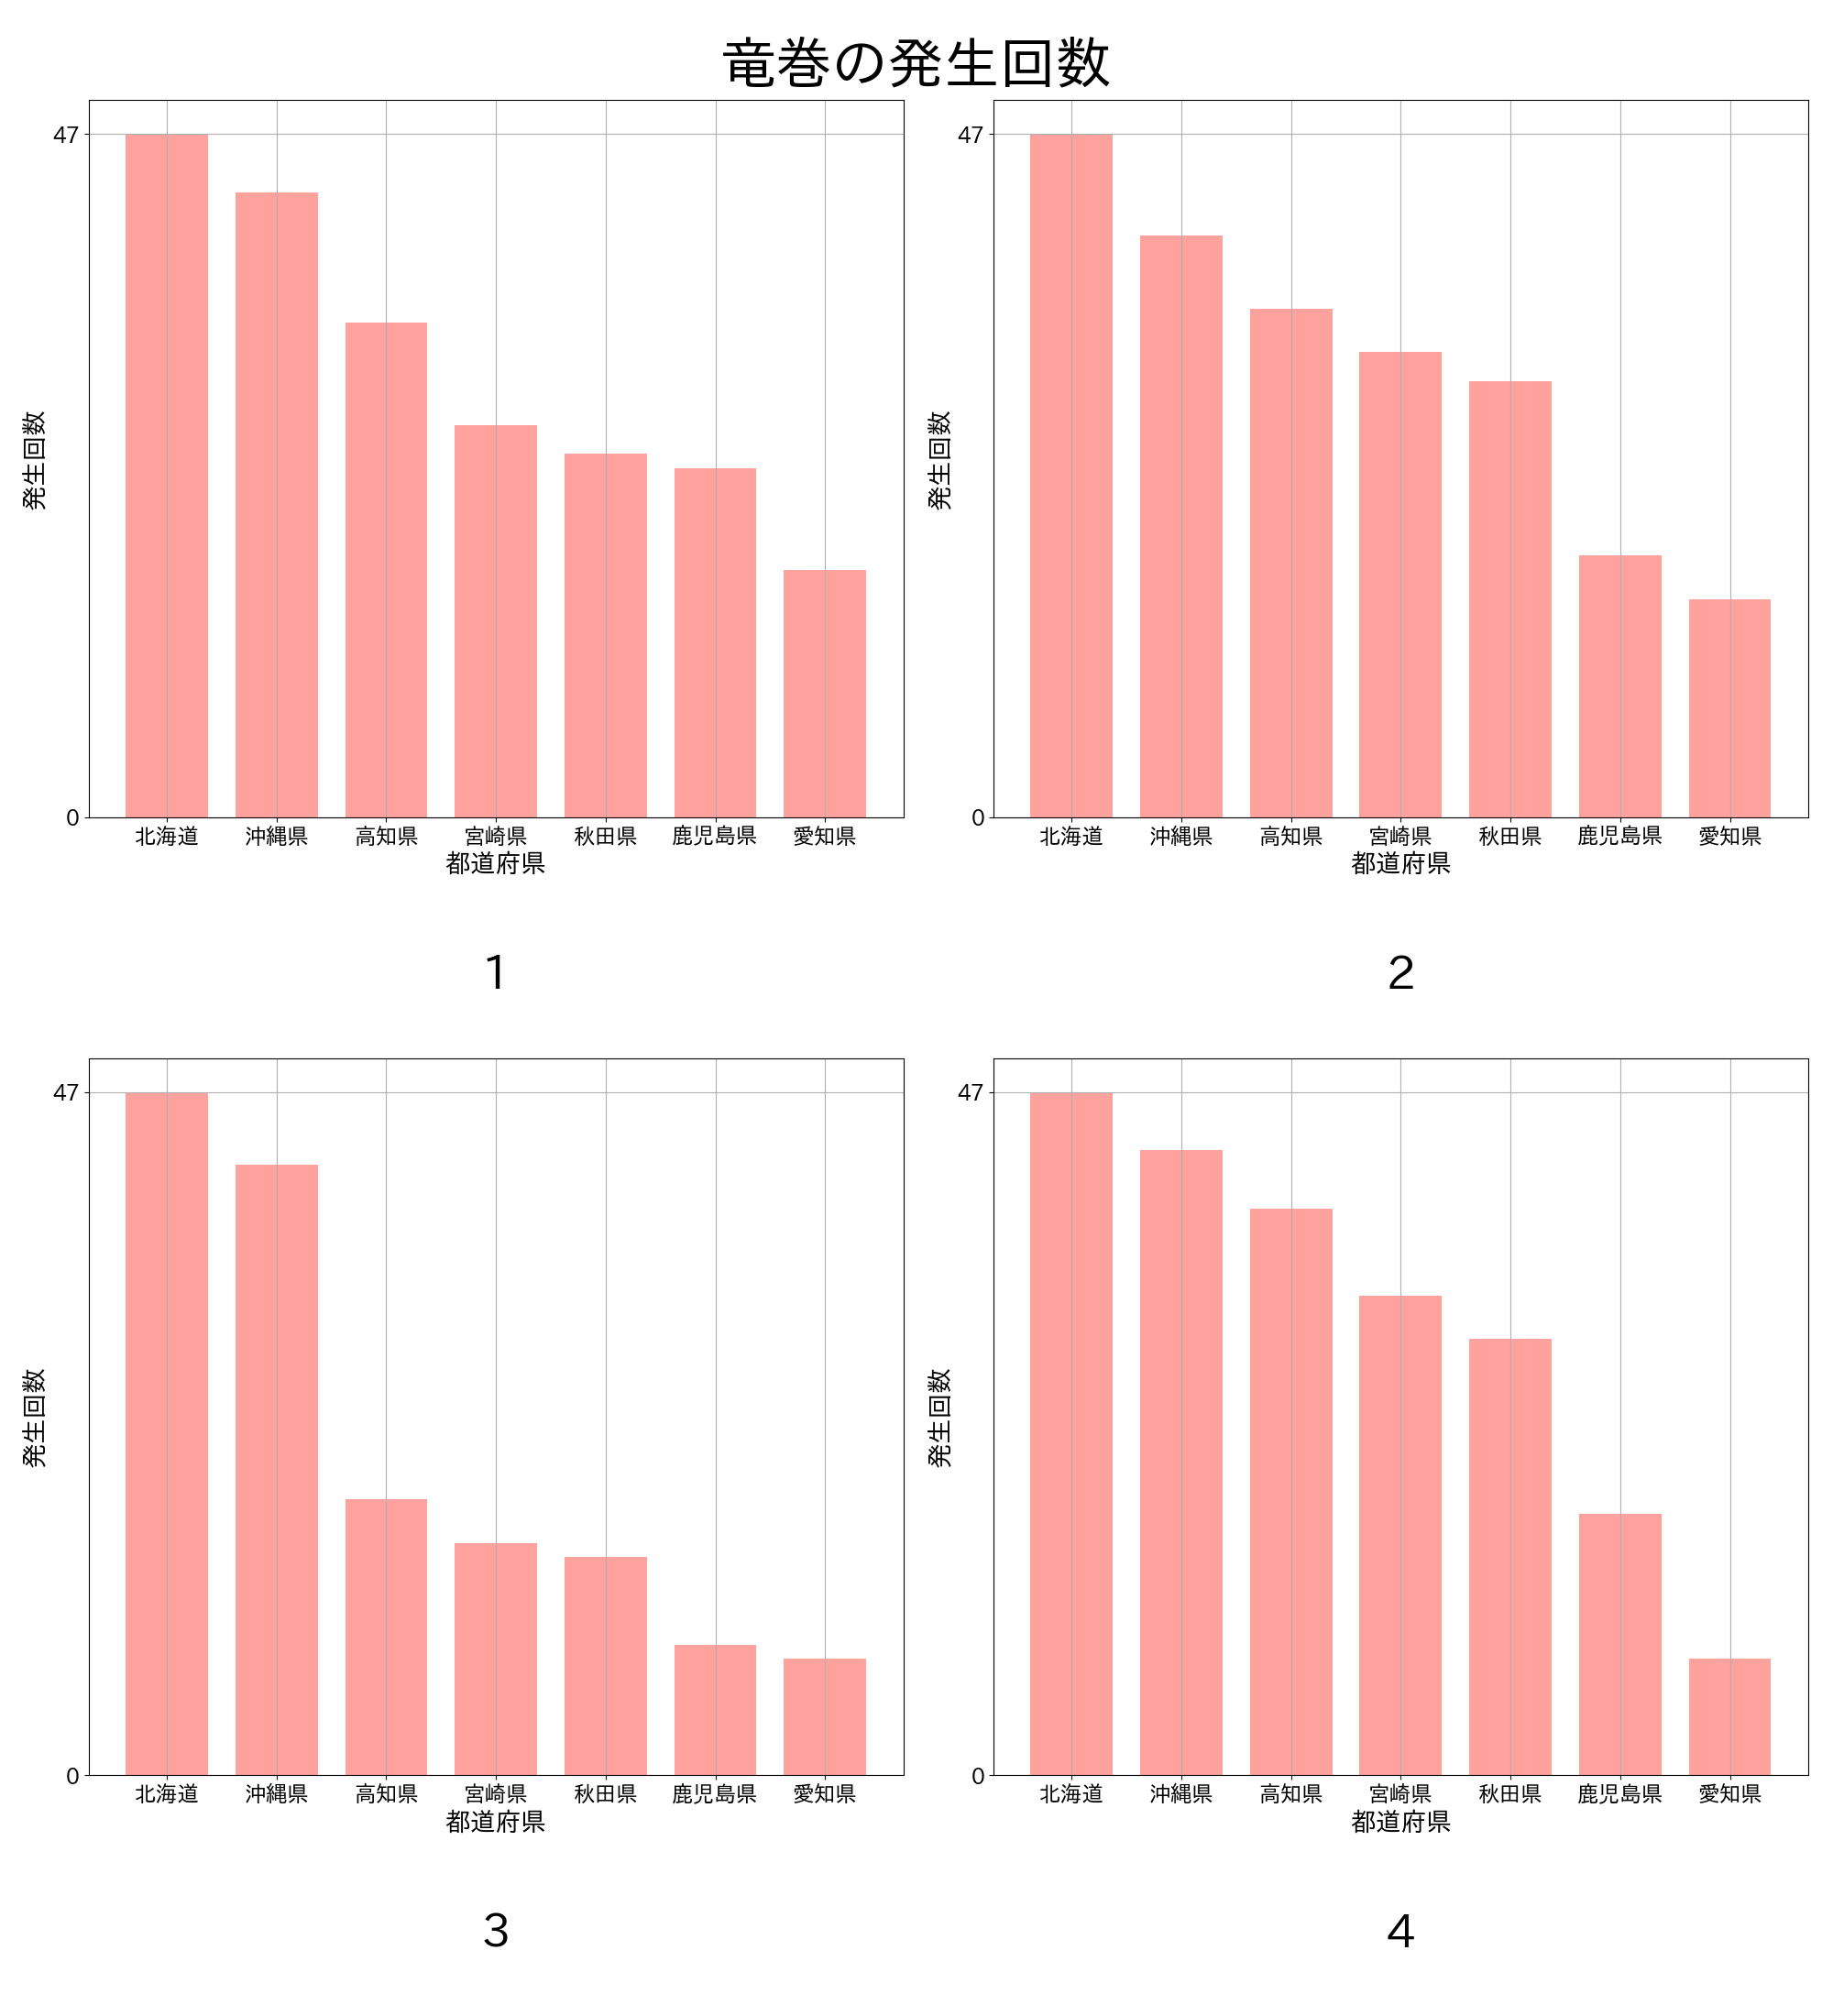 竜巻の発生回数
47
0
発生回数
北海道 沖縄県 高知県 宮崎県 秋田県 鹿児島県 愛知県
都道府県
1
47
0
発生回数
北海道 沖縄県 高知県 宮崎県 秋田県 鹿児島県 愛知県
都道府県
2
47
0
発生回数
北海道 沖縄県 高知県 宮崎県 秋田県 鹿児島県 愛知県
都道府県
3
47
0
発生回数
北海道 沖縄県 高知県 宮崎県 秋田県 鹿児島県 愛知県
都道府県
4